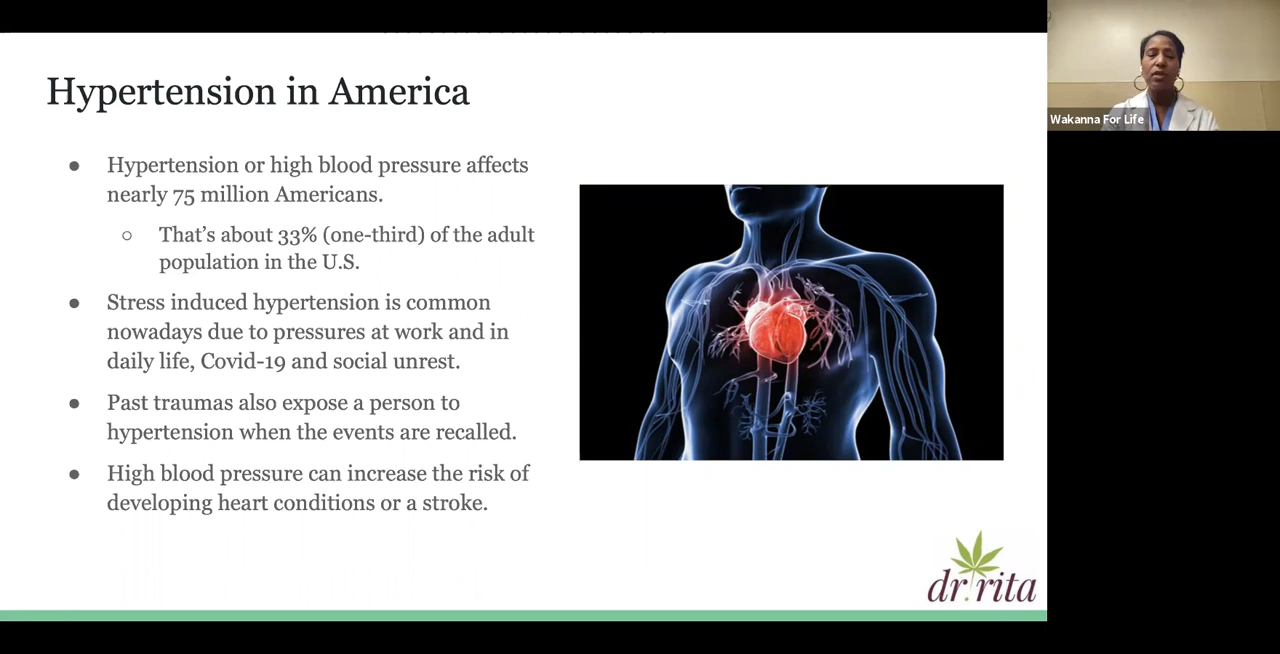 Hypertension in America
● Hypertension or high blood pressure affects
nearly 75 million Americans.
○ That’s about 33% (one-third) of the adult
population in the U.S.
● Stress induced hypertension is common
nowadays due to pressures at work and in
daily life, Covid-19 and social unrest.
● Past traumas also expose a person to
hypertension when the events are recalled.
● High blood pressure can increase the risk of
developing heart conditions or a stroke.
dr. rita
Wakanna For Life